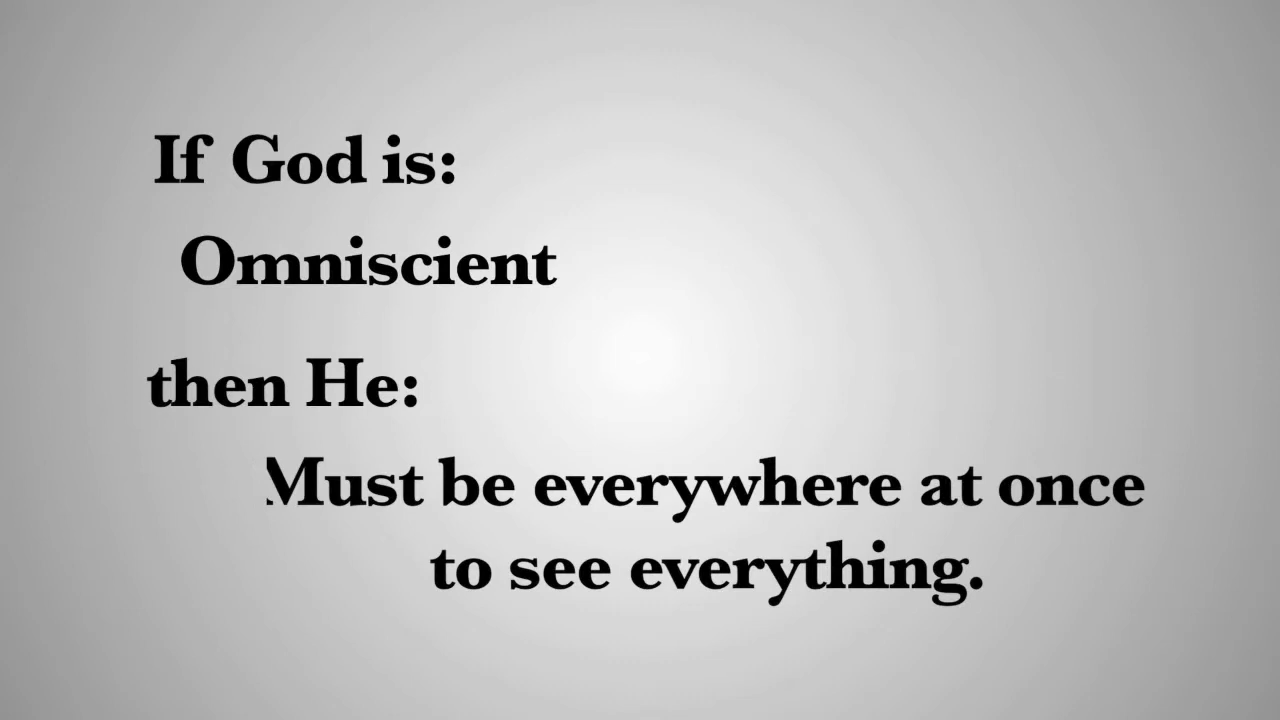 If God is:
Omniscient
then He:
Must be everywhere at once
to see everything.